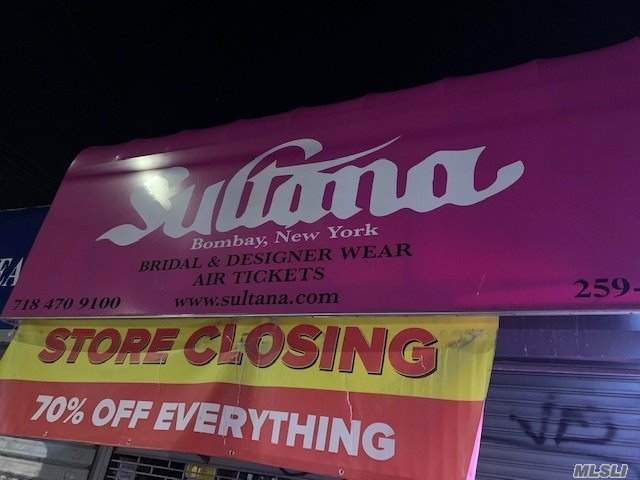 Sultana
Bombay, New York
BRIDAL & DESIGNER WEAR
AIR TICKETS
718 470 9100
www.sultana.com
259-
STORE CLOSING
70% OFF EVERYTHING
MLSLI